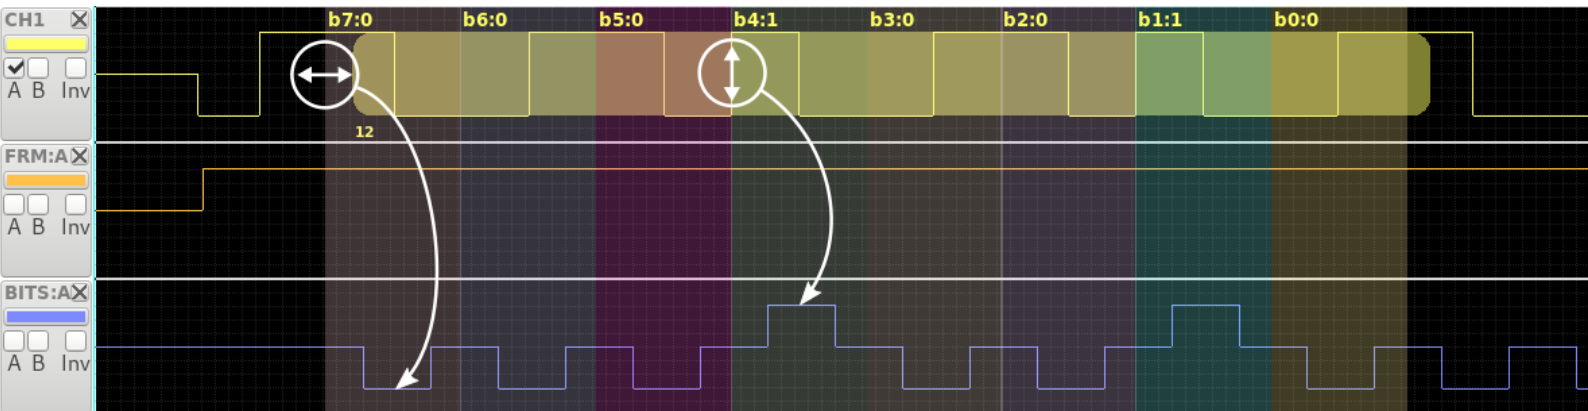 CH1 b7:0 b6:0 b5:0 b4:1 b3:0 b2:0 b1:1 b0:0
A B Inv
12
FRM:A
A B Inv
BITS:A
A B Inv